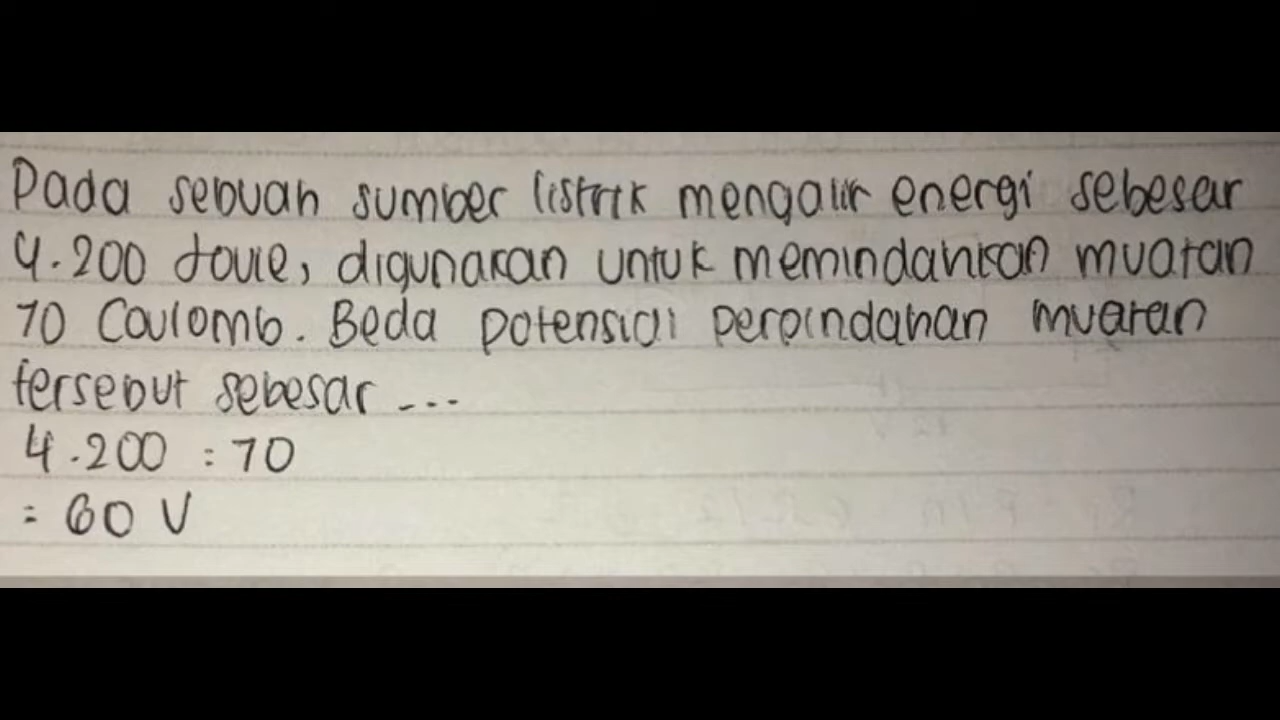 Pada sebuah sumber listrik mengalir energi sebesar
4.200 Joule, digunakan untuk memindahkan muatan
70 Coulomb. Beda potensial perpindahan muatan
tersebut sebesar ...
4.200 : 70
= 60 V